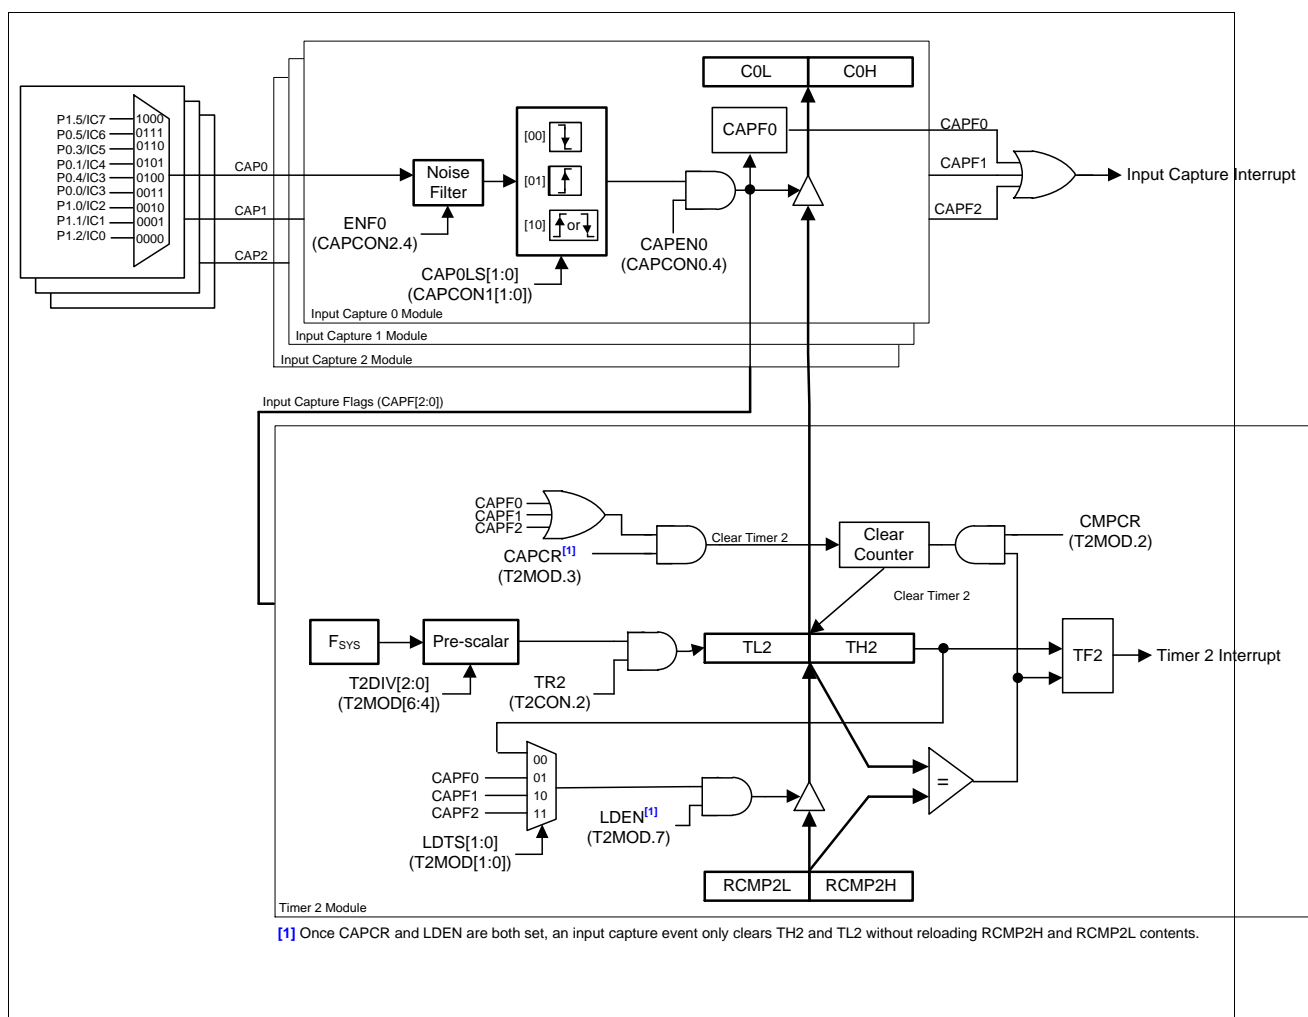 C0L C0H
P1.5/IC7 1000
P0.5/IC6 0111
P0.3/IC5 0110
P0.1/IC4 0101
P0.4/IC3 0100
P0.0/IC3 0011
P1.0/IC2 0010
P1.1/IC1 0001
P1.2/IC0 0000
CAP0
CAP1
CAP2
Noise
Filter
ENF0
(CAPCON2.4)
[00]
[01]
[10] or
CAP0LS[1:0]
(CAPCON1[1:0])
CAPEN0
(CAPCON0.4)
CAPF0
CAPF0
CAPF1
CAPF2
Input Capture Interrupt
Input Capture 0 Module
Input Capture 1 Module
Input Capture 2 Module
Input Capture Flags (CAPF[2:0])
CAPF0
CAPF1
CAPF2
CAPCR[1]
(T2MOD.3)
Clear Timer 2
Clear
Counter
CMPCR
(T2MOD.2)
Clear Timer 2
FSYS
Pre-scalar
T2DIV[2:0]
(T2MOD[6:4])
TR2
(T2CON.2)
TL2 TH2
TF2
Timer 2 Interrupt
00
CAPF0 01
CAPF1 10
CAPF2 11
LDTS[1:0]
(T2MOD[1:0])
LDEN[1]
(T2MOD.7)
=
RCMP2L RCMP2H
Timer 2 Module
[1] Once CAPCR and LDEN are both set, an input capture event only clears TH2 and TL2 without reloading RCMP2H and RCMP2L contents.